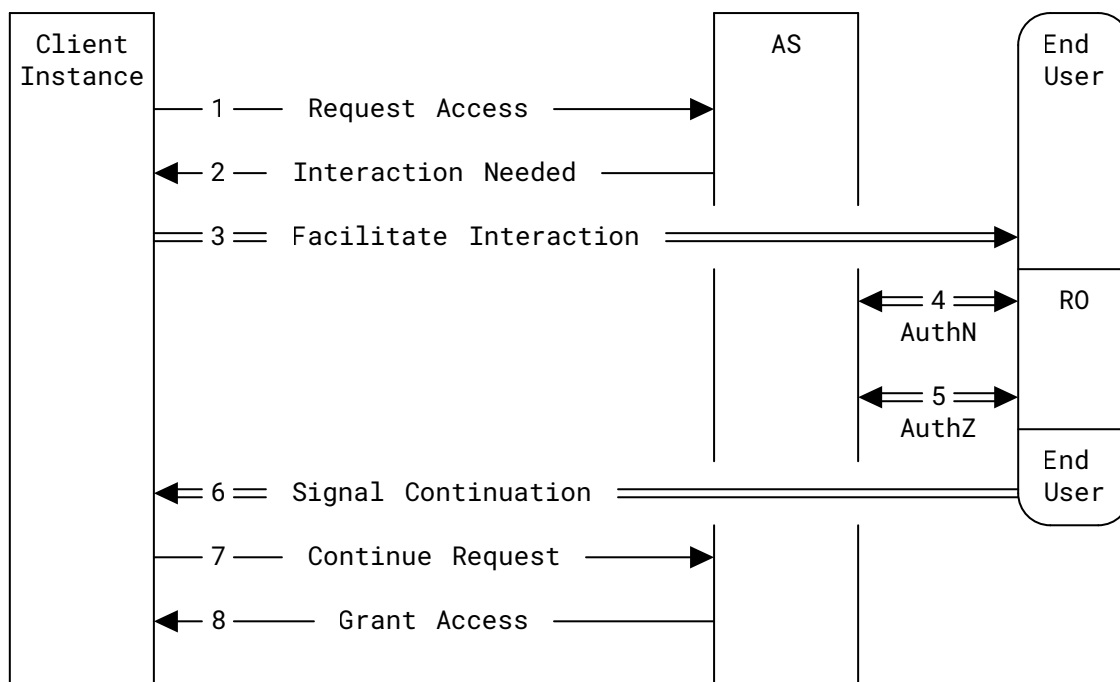 Client
Instance
AS
End
User
1 Request Access
2 Interaction Needed
3 Facilitate Interaction
4
RO
AuthN
5
AuthZ
End
User
6 Signal Continuation
7 Continue Request
8 Grant Access